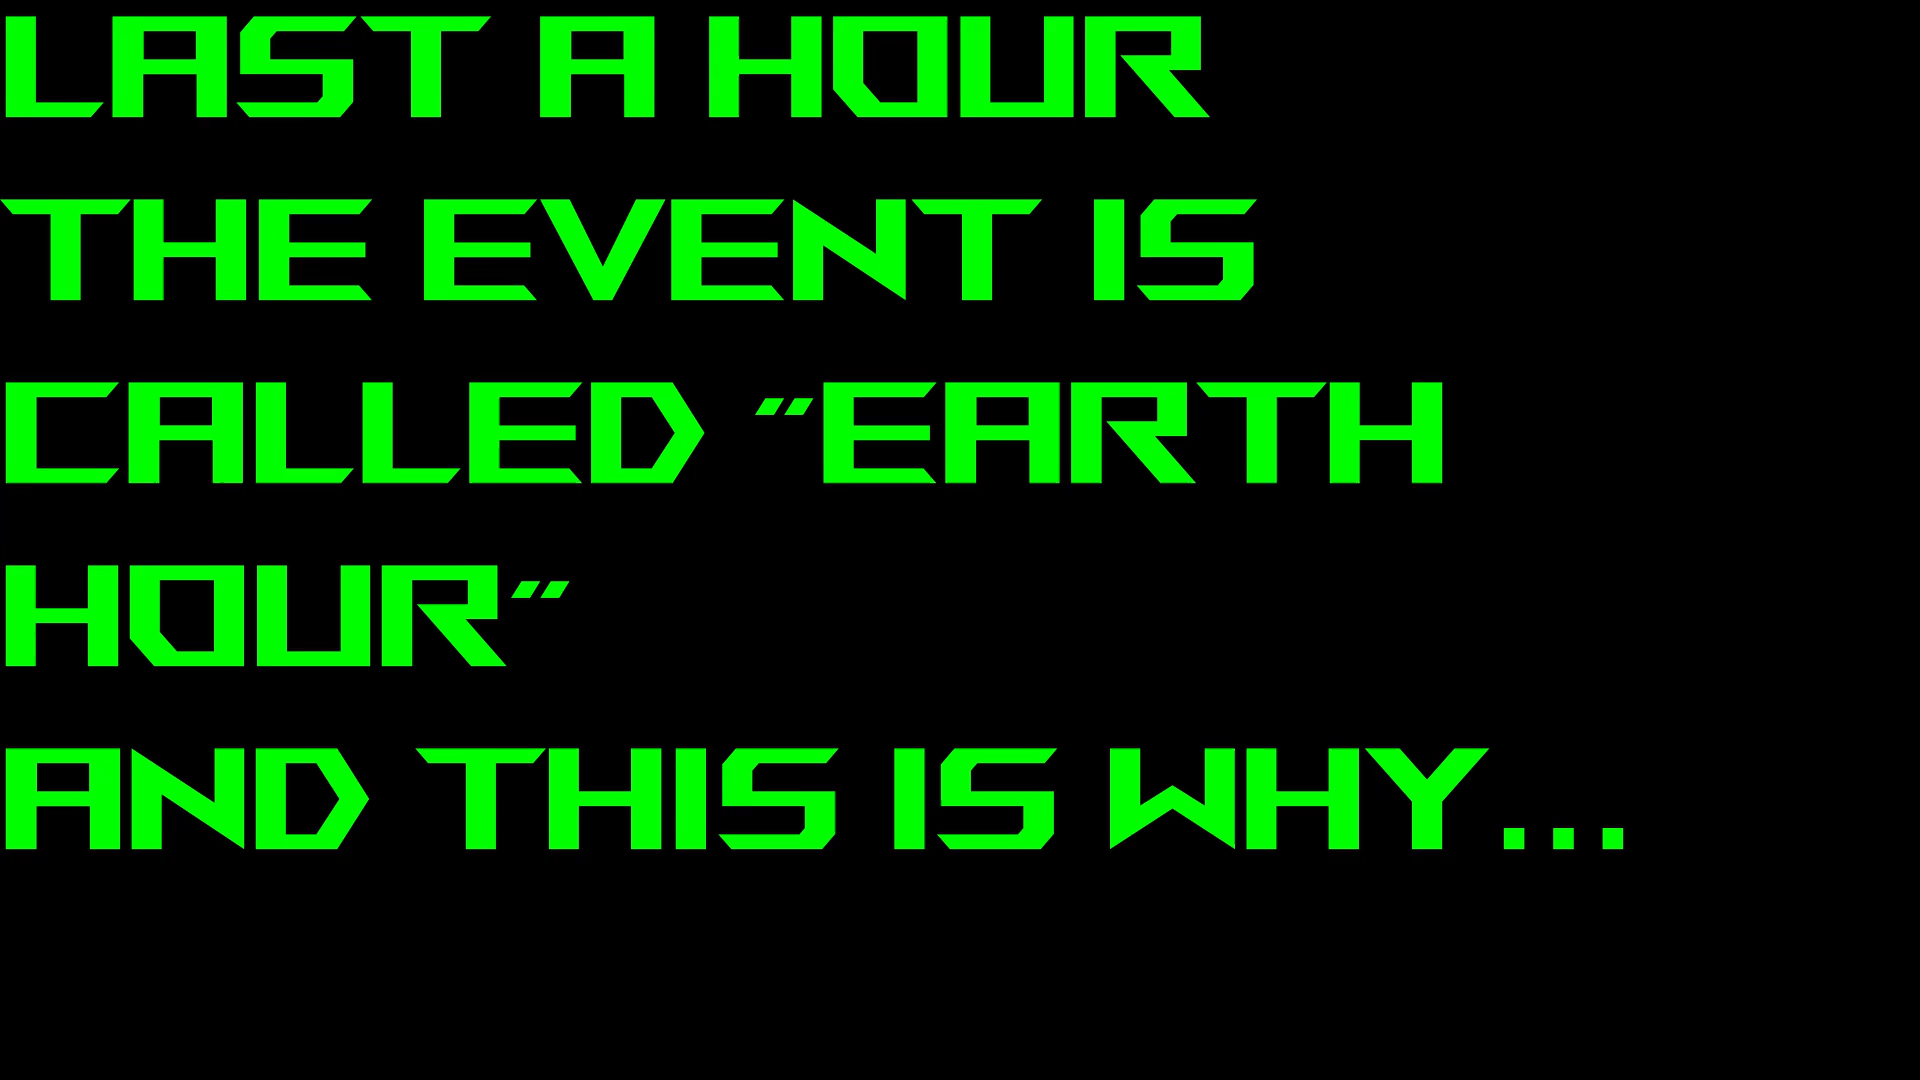 LAST A HOUR
THE EVENT IS
CALLED "EARTH
HOUR"
AND THIS IS WHY...